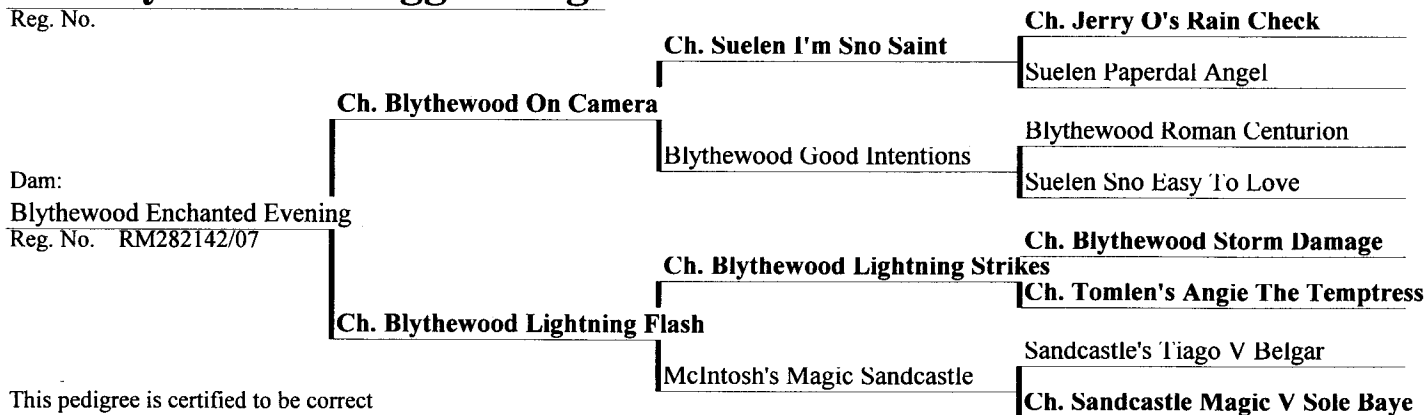 Reg. No.
Ch. Jerry O's Rain Check
Ch. Suelen I'm Sno Saint
Suelen Paperdal Angel
Ch. Blythewood On Camera
Blythewood Roman Centurion
Blythewood Good Intentions
Suelen Sno Easy To Love
Dam:
Blythewood Enchanted Evening
Reg. No. RM282142/07
Ch. Blythewood Storm Damage
Ch. Blythewood Lightning Strikes
Ch. Tomlen's Angie The Temptress
Ch. Blythewood Lightning Flash
Sandcastle's Tiago V Belgar
McIntosh's Magic Sandcastle
Ch. Sandcastle Magic V Sole Baye
This pedigree is certified to be correct